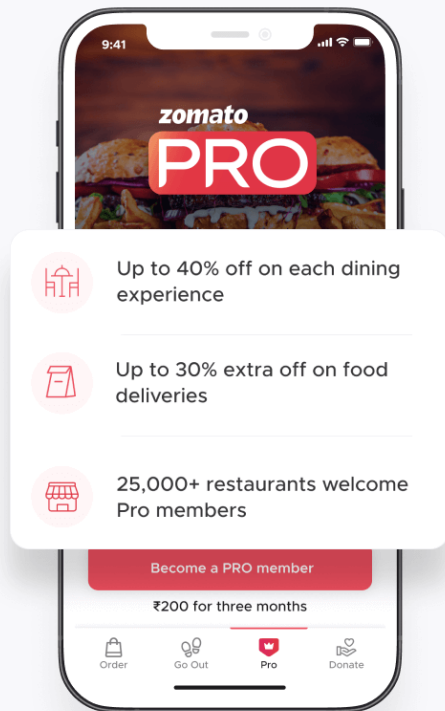 9:41
zomato
PRO
Up to 40% off on each dining
experience
Up to 30% extra off on food
deliveries
25,000+ restaurants welcome
Pro members
Become a PRO member
₹200 for three months
Order
Go Out
Pro
Donate